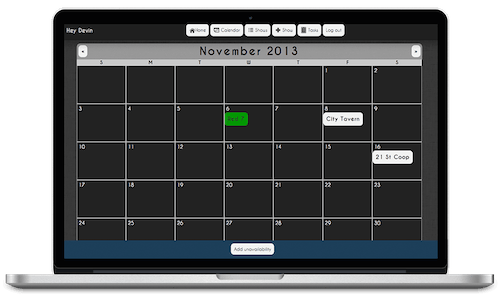 Hey Devin
Home Calendar Shows Show Tasks Log out
November 2013
S M T W T F S
1 2
3 4 5 6 7 8 9
City Tavern
10 11 12 13 14 15 16
21 St Coop
17 18 19 20 21 22 23
24 25 26 27 28 29 30
Add unavailability